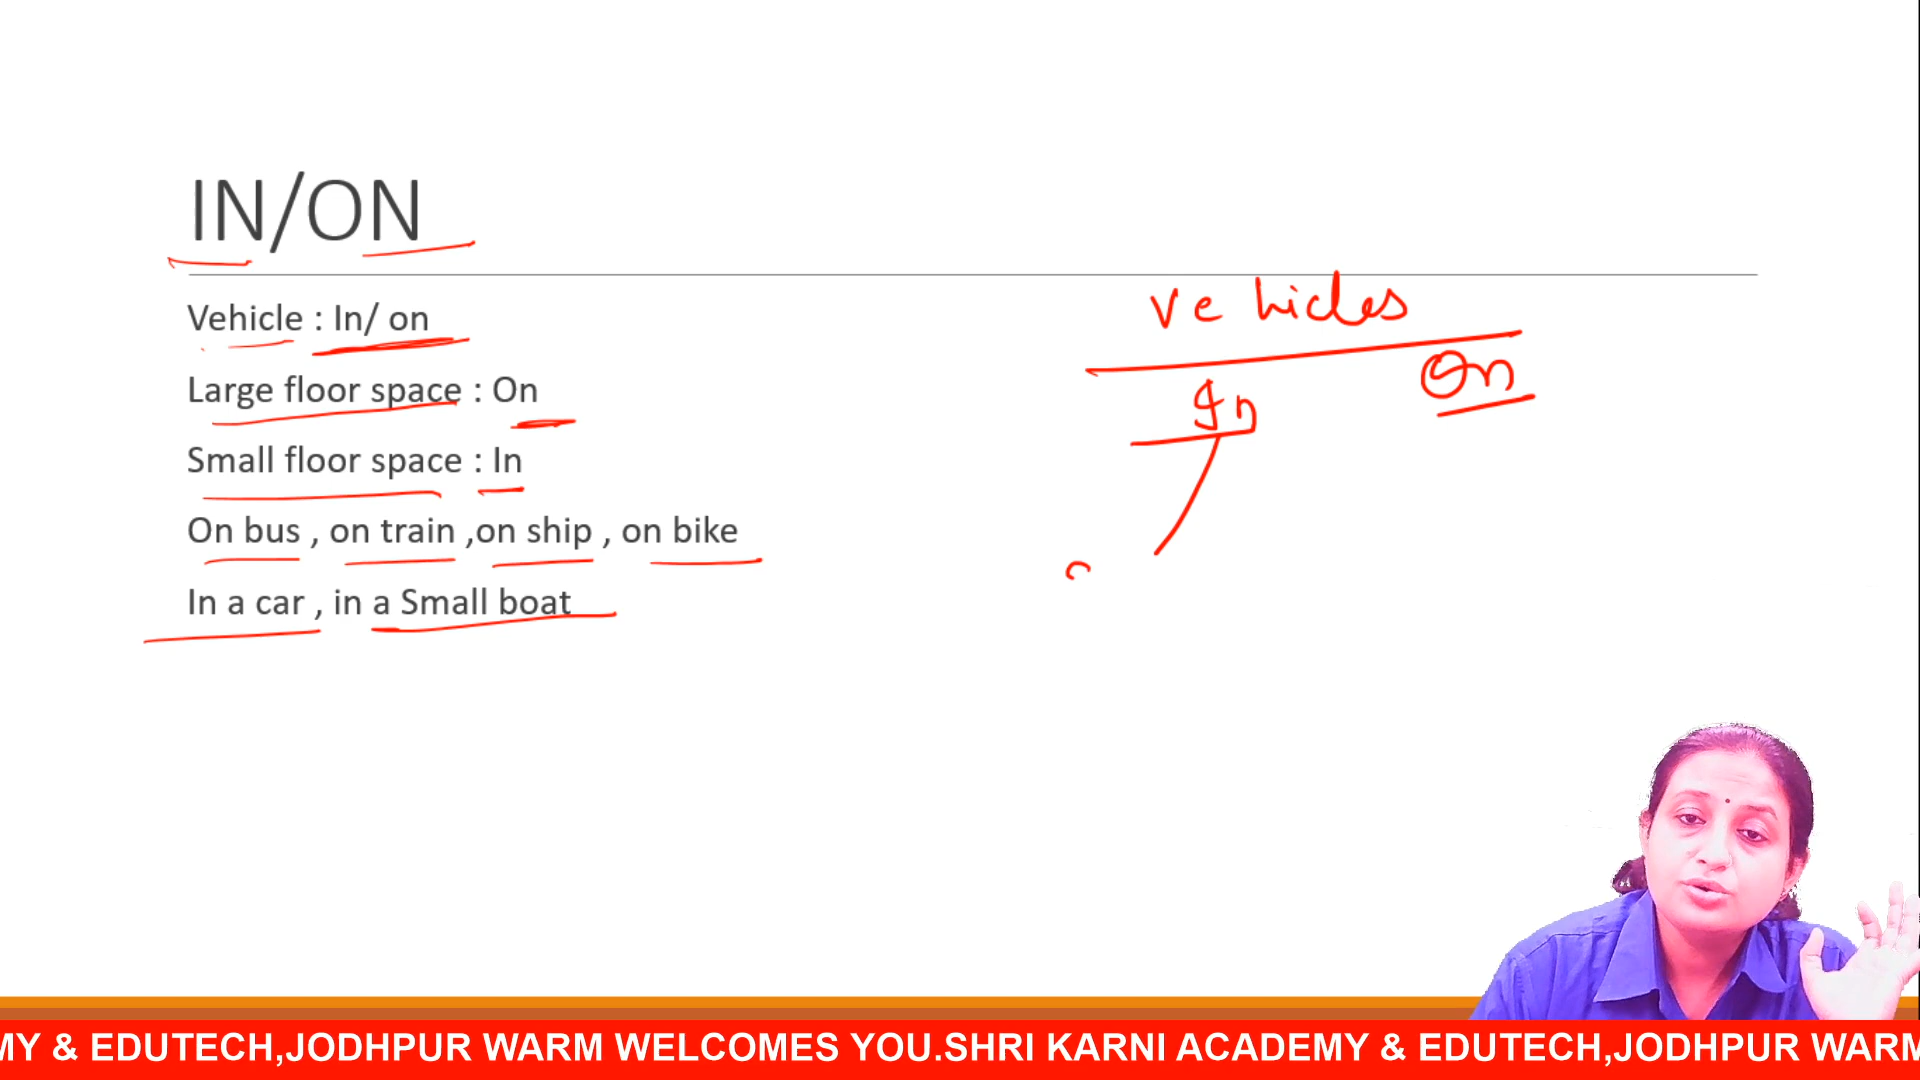 IN/ON
Vehicle : In/ on
Large floor space : On
Small floor space : In
On bus , on train ,on ship , on bike
In a car , in a Small boat
Vehicles
In
On
MY & EDUTECH,JODHPUR WARM WELCOMES YOU.SHRI KARNI ACADEMY & EDUTECH,JODHPUR WARM